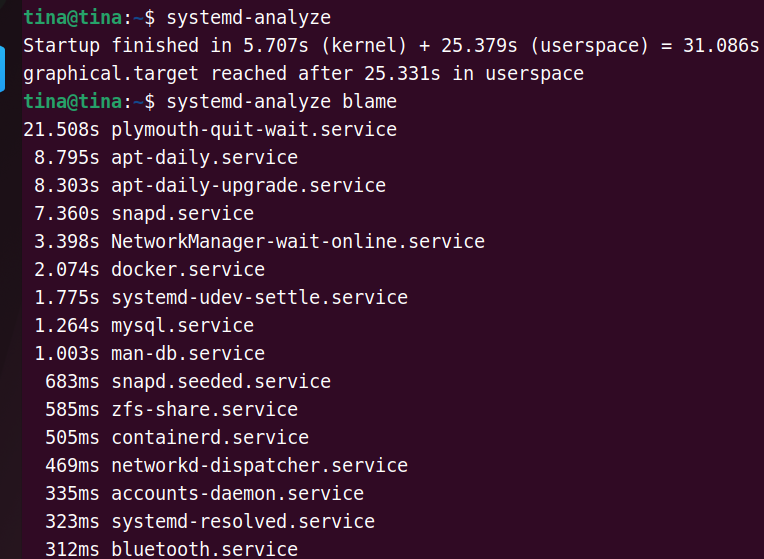 tina@tina:~$ systemd-analyze
Startup finished in 5.707s (kernel) + 25.379s (userspace) = 31.086s
graphical.target reached after 25.331s in userspace
tina@tina:~$ systemd-analyze blame
21.508s plymouth-quit-wait.service
8.795s apt-daily.service
8.303s apt-daily-upgrade.service
7.360s snapd.service
3.398s NetworkManager-wait-online.service
2.074s docker.service
1.775s systemd-udev-settle.service
1.264s mysql.service
1.003s man-db.service
683ms snapd.seeded.service
585ms zfs-share.service
505ms containerd.service
469ms networkd-dispatcher.service
335ms accounts-daemon.service
323ms systemd-resolved.service
312ms bluetooth.service